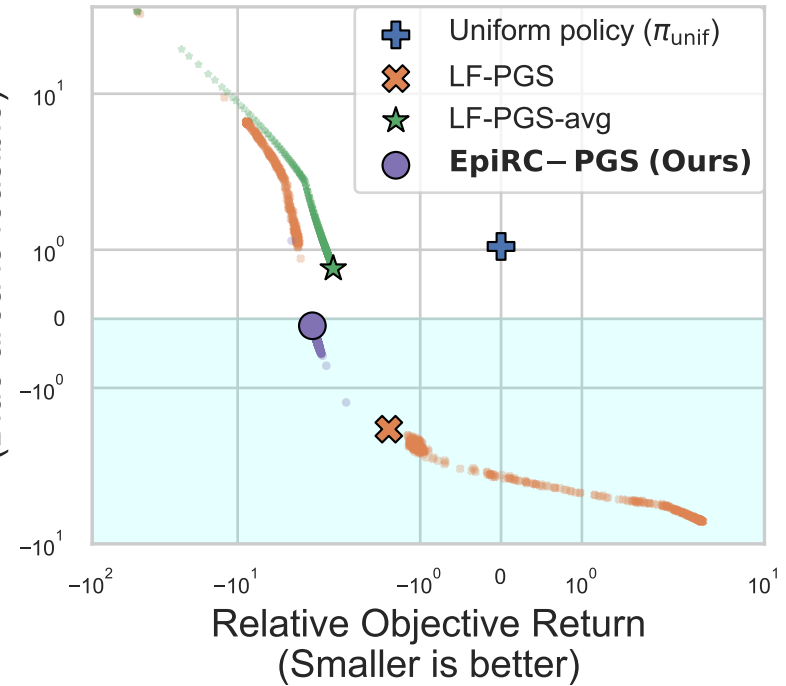 Uniform policy (π_unif)
LF-PGS
LF-PGS-avg
EpiRC−PGS (Ours)
10^1
10^0
0
−10^0
−10^1
−10^2 −10^1 −10^0 0 10^0 10^1
Relative Objective Return
(Smaller is better)